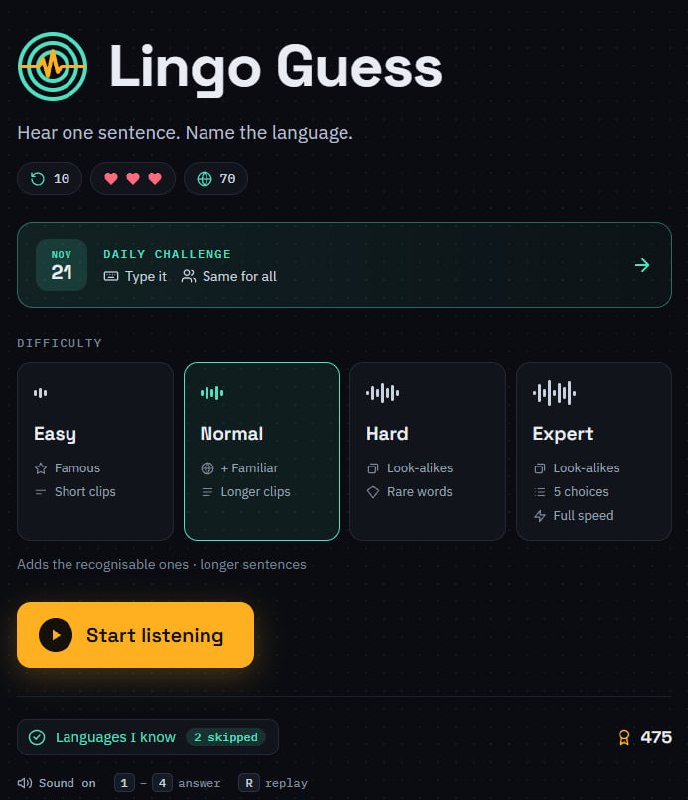 Lingo Guess
Hear one sentence. Name the language.
10
70
NOV
21
DAILY CHALLENGE
Type it Same for all
DIFFICULTY
Easy
Famous
Short clips
Normal
+ Familiar
Longer clips
Hard
Look-alikes
Rare words
Expert
Look-alikes
5 choices
Full speed
Adds the recognisable ones · longer sentences
Start listening
Languages I know 2 skipped
475
Sound on 1 – 4 answer R replay